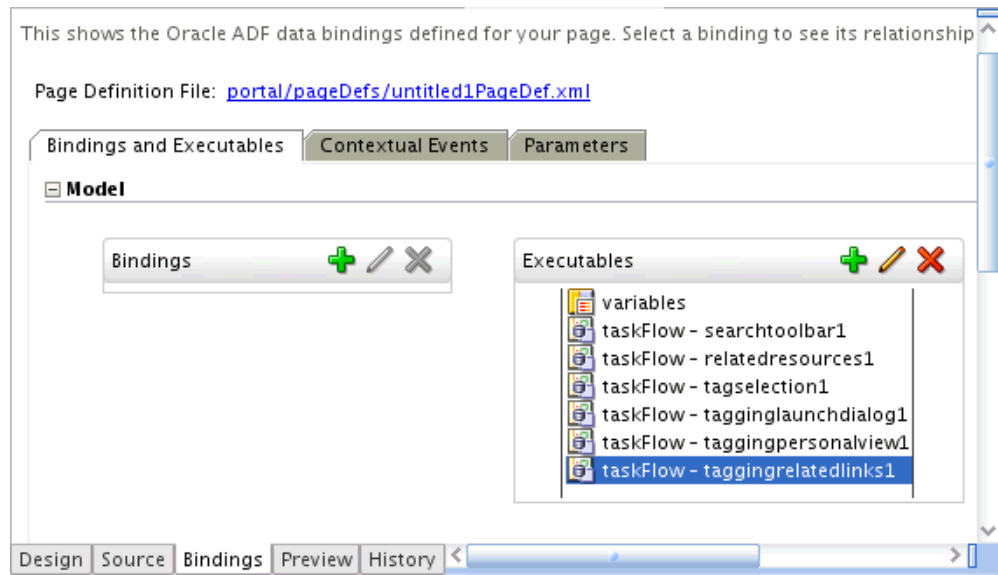 This shows the Oracle ADF data bindings defined for your page. Select a binding to see its relationship
Page Definition File: portal/pageDefs/untitled1PageDef.xml
Bindings and Executables Contextual Events Parameters
Model
Bindings Executables
variables
taskFlow - searchtoolbar1
taskFlow - relatedresources1
taskFlow - tagselection1
taskFlow - tagginglaunchdialog1
taskFlow - taggingpersonalview1
taskFlow - taggingrelatedlinks1
Design Source Bindings Preview History